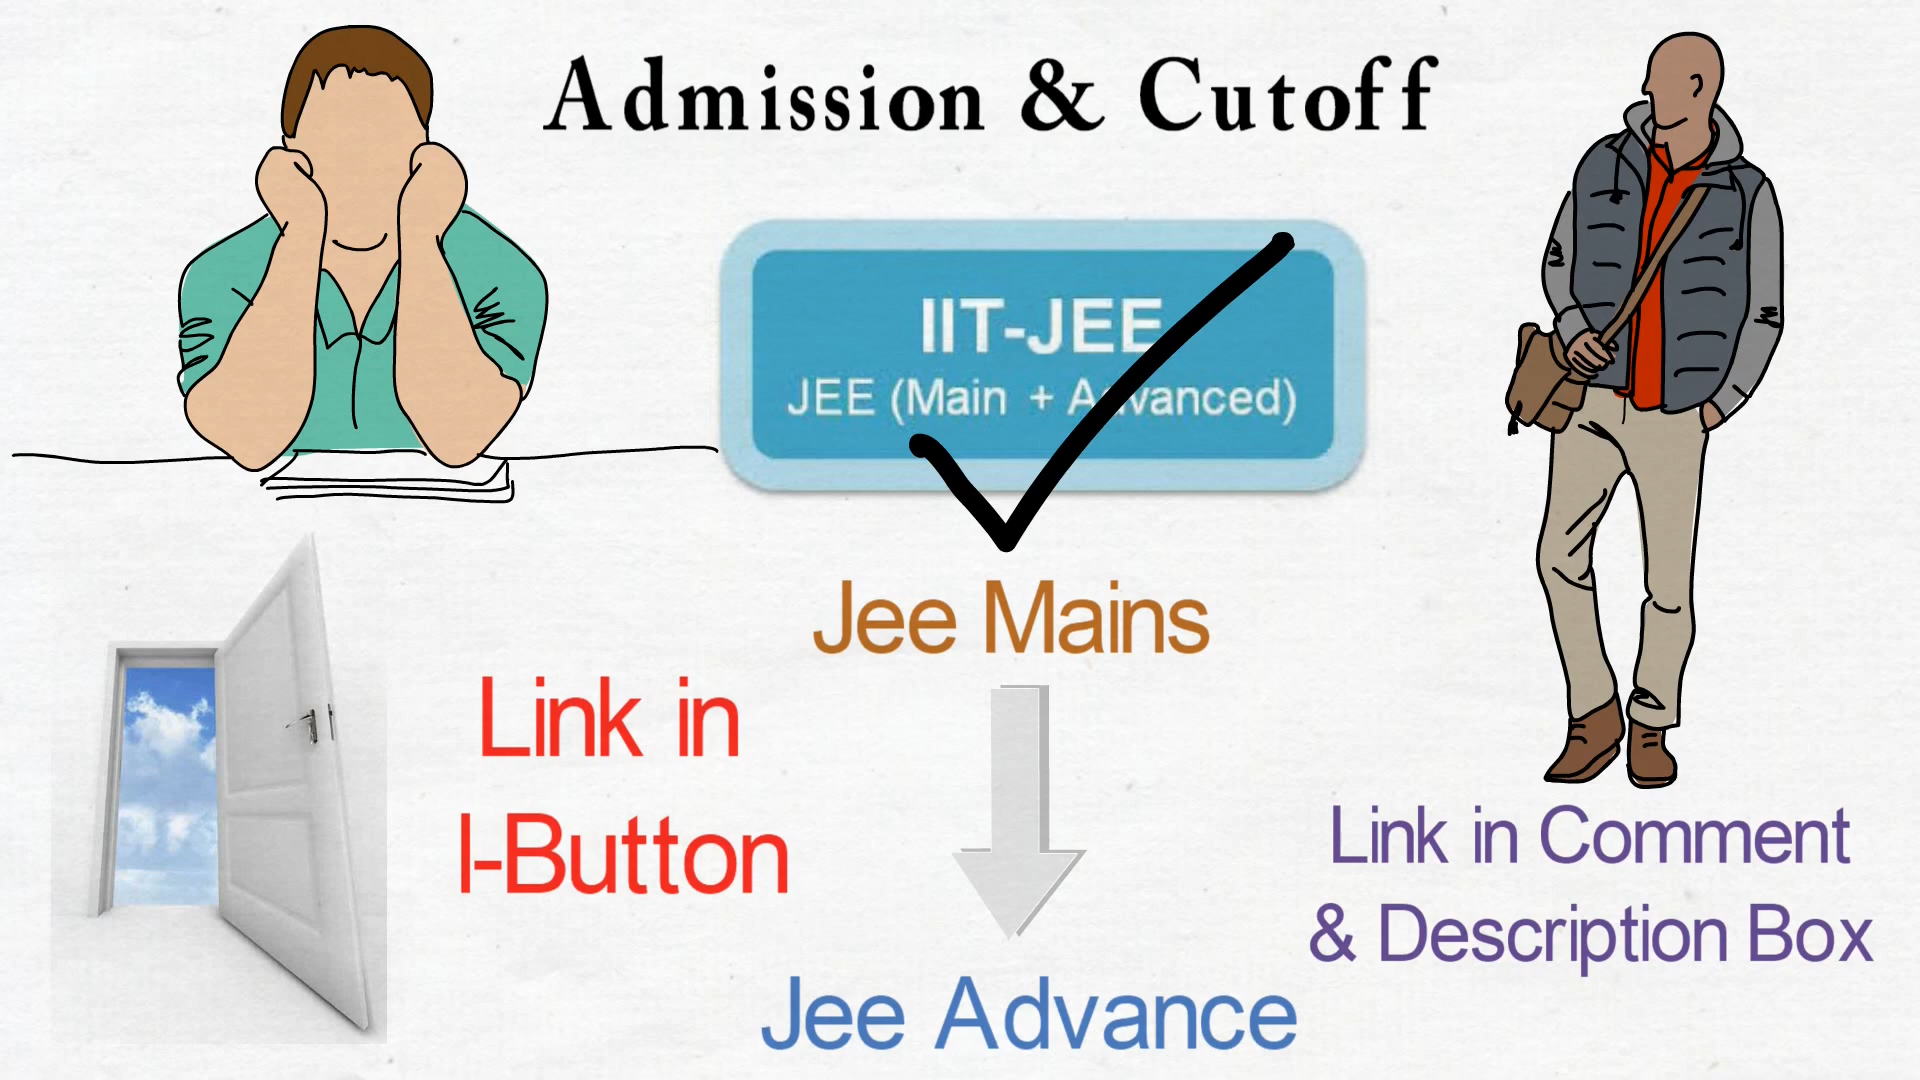 Admission & Cutoff
IIT-JEE
JEE (Main + Advanced)
Jee Mains
Link in
I-Button
Link in Comment
& Description Box
Jee Advance